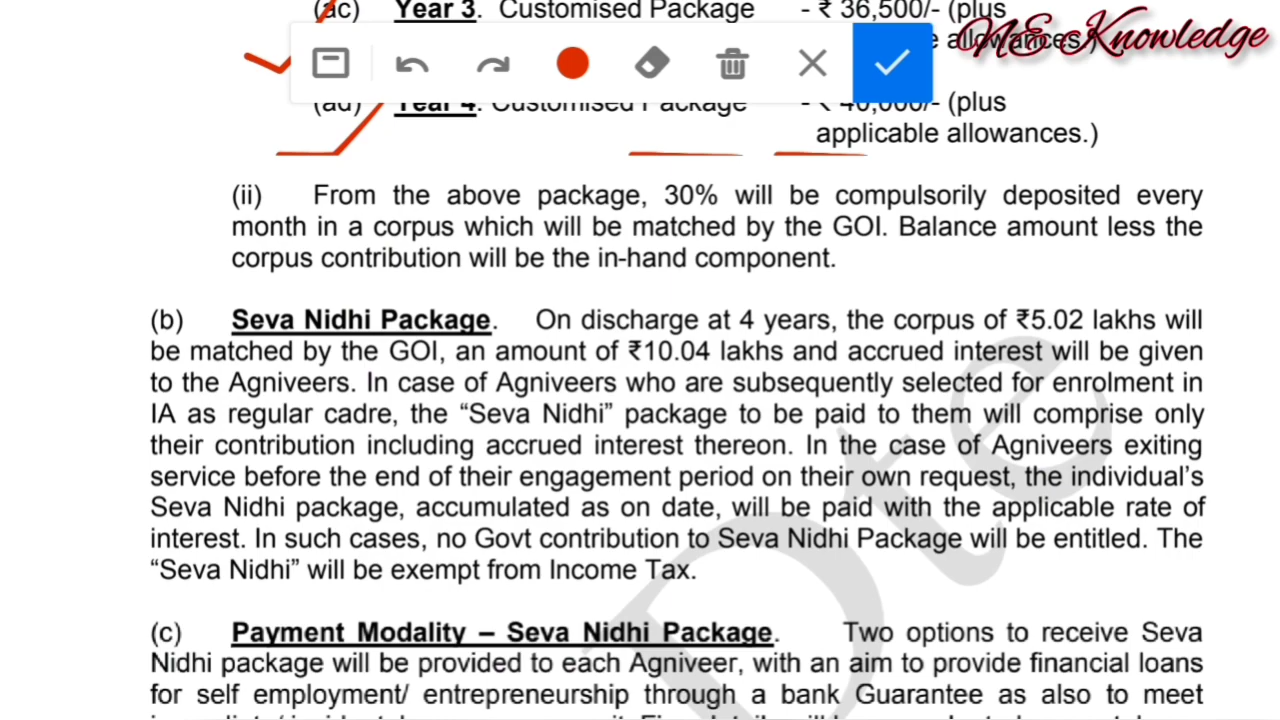 (ac) Year 3. Customised Package - ₹ 36,500/- (plus
allowances.)
NE Knowledge
(ad) Year 4. Customised Package - ₹ 40,000/- (plus
applicable allowances.)
(ii) From the above package, 30% will be compulsorily deposited every
month in a corpus which will be matched by the GOI. Balance amount less the
corpus contribution will be the in-hand component.
(b) Seva Nidhi Package. On discharge at 4 years, the corpus of ₹5.02 lakhs will
be matched by the GOI, an amount of ₹10.04 lakhs and accrued interest will be given
to the Agniveers. In case of Agniveers who are subsequently selected for enrolment in
IA as regular cadre, the “Seva Nidhi” package to be paid to them will comprise only
their contribution including accrued interest thereon. In the case of Agniveers exiting
service before the end of their engagement period on their own request, the individual’s
Seva Nidhi package, accumulated as on date, will be paid with the applicable rate of
interest. In such cases, no Govt contribution to Seva Nidhi Package will be entitled. The
“Seva Nidhi” will be exempt from Income Tax.
Dte
(c) Payment Modality – Seva Nidhi Package. Two options to receive Seva
Nidhi package will be provided to each Agniveer, with an aim to provide financial loans
for self employment/ entrepreneurship through a bank Guarantee as also to meet